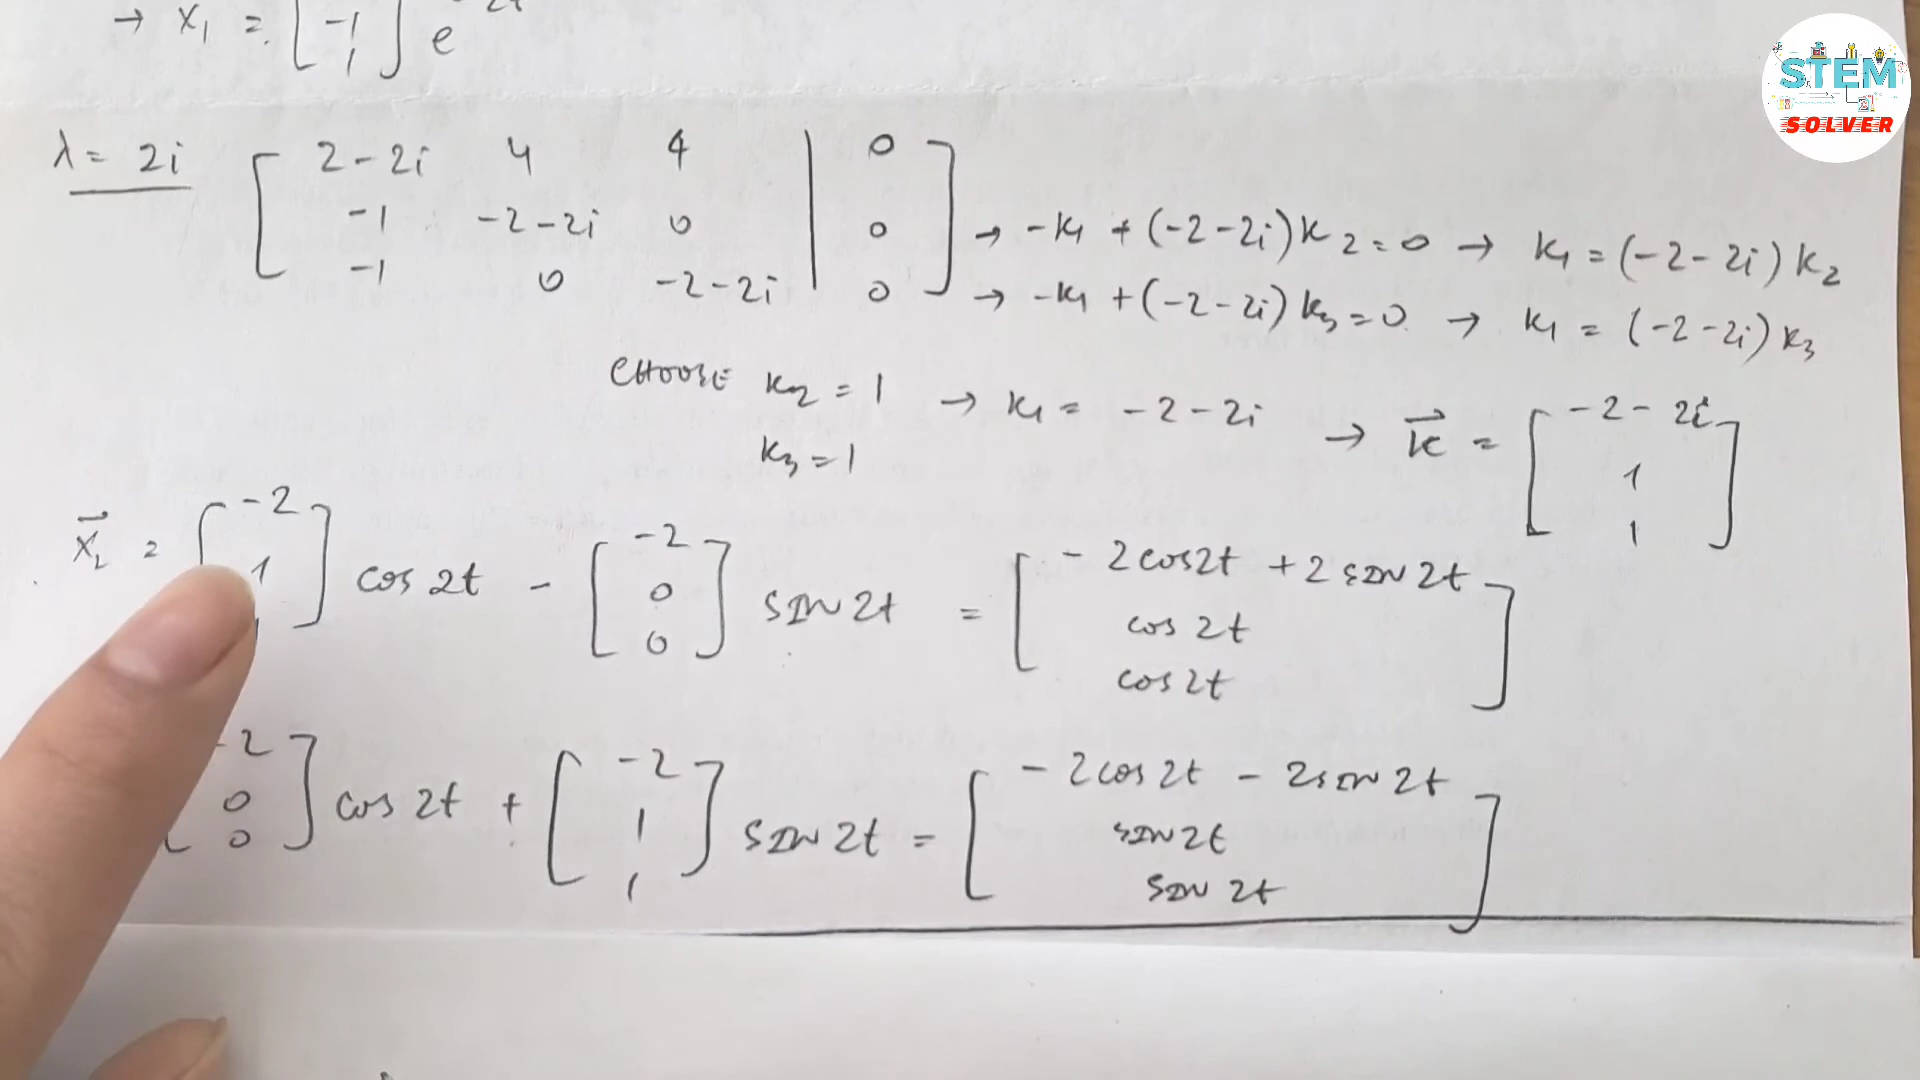 → X₁ = [ -1 1 ] e
STEM
SOLVER
λ = 2i [ 2-2i 4 4 | 0 ]
-1 -2-2i 0 | 0 → -k₁ + (-2-2i)k₂ = 0 → k₁ = (-2-2i)k₂
-1 0 -2-2i | 0 → -k₁ + (-2-2i)k₃ = 0 → k₁ = (-2-2i)k₃
CHOOSE k₂ = 1 → k₁ = -2-2i → k⃗ = [ -2-2i 1 1 ]
k₃ = 1
X⃗₂ = [ -2 1 ] cos 2t - [ -2 0 0 ] SIN 2t = [ -2cos2t + 2 SIN 2t
cos 2t
cos 2t ]
[ -2 0 0 ] cos 2t + [ -2 1 1 ] SIN 2t = [ -2cos 2t - 2SIN 2t
SIN 2t
SIN 2t ]